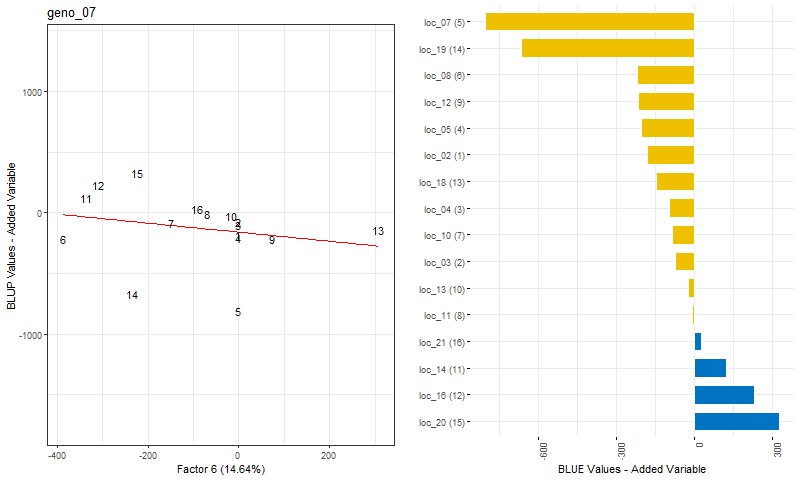 geno_07
BLUP Values - Added Variable
1000
0
-1000
15
12
11
16
10
8
7
2
3
6
4
9
13
14
5
-400
-200
0
200
Factor 6 (14.64%)
loc_07 (5)
loc_19 (14)
loc_08 (6)
loc_12 (9)
loc_05 (4)
loc_02 (1)
loc_18 (13)
loc_04 (3)
loc_10 (7)
loc_03 (2)
loc_13 (10)
loc_11 (8)
loc_21 (16)
loc_14 (11)
loc_16 (12)
loc_20 (15)
-600
-300
0
300
BLUE Values - Added Variable